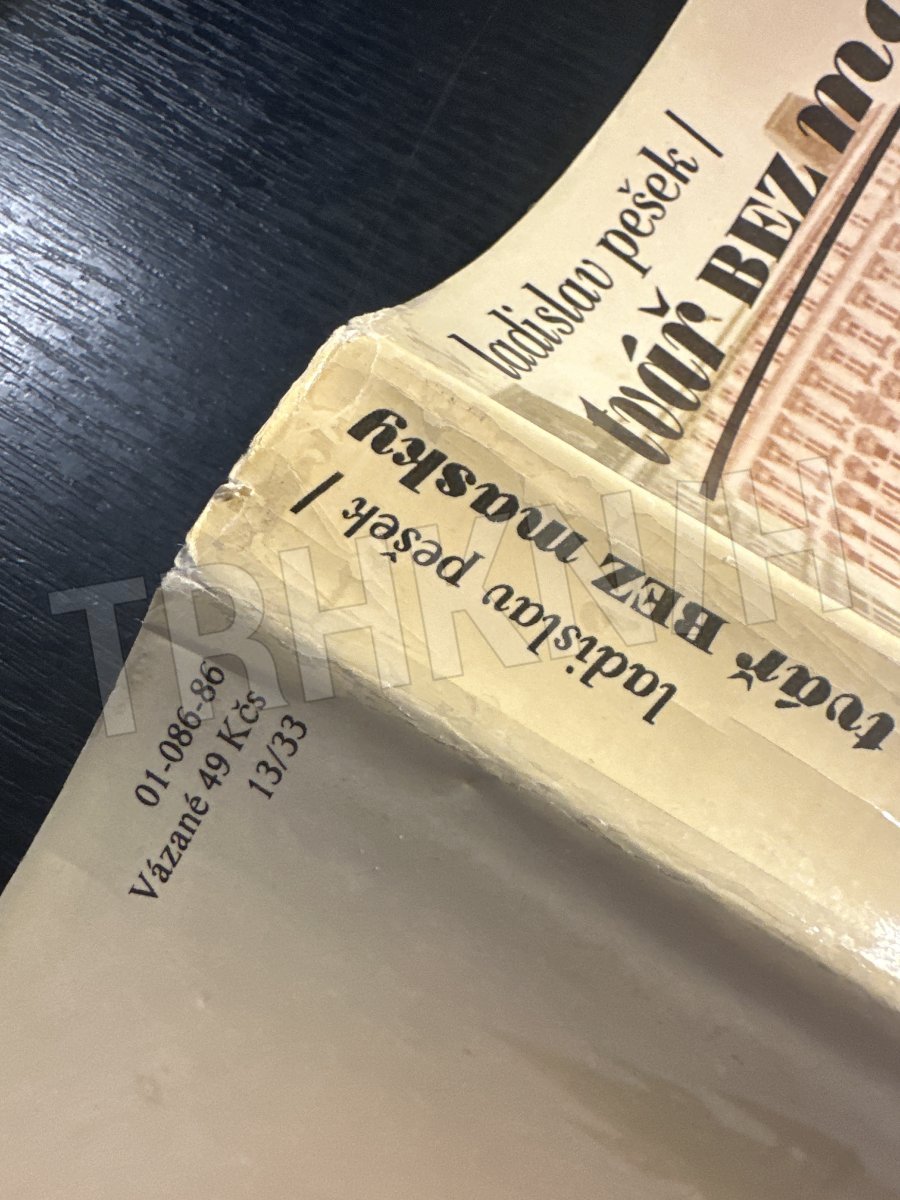 ladislav pešek /
tvář BEZ
ladislav pešek /
tvář BEZ masky
01-086-86
Vázané 49 Kčs
13/33
TRHKNIH